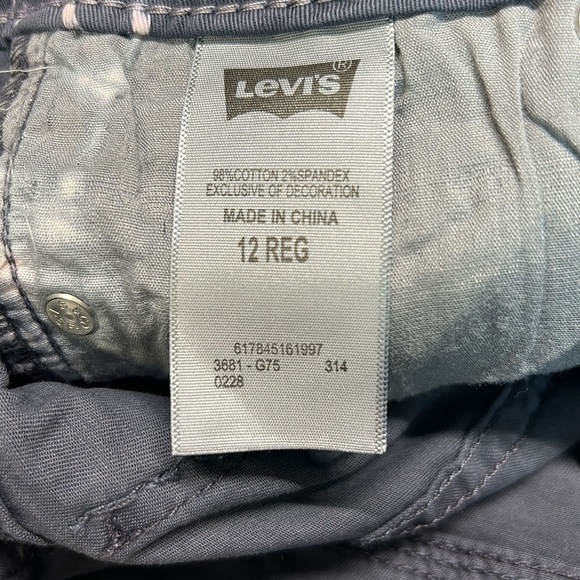 LEVI'S®
98%COTTON 2%SPANDEX
EXCLUSIVE OF DECORATION
MADE IN CHINA
12 REG
617845161997
3681 - G75 314
0228